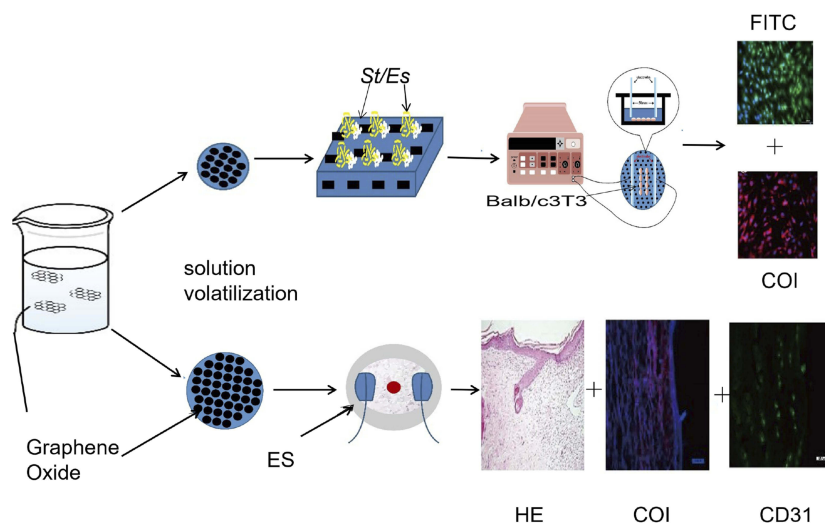 FITC
St/Es
Balb/c3T3
COI
solution
volatilization
Graphene
Oxide
ES
HE
COI
CD31